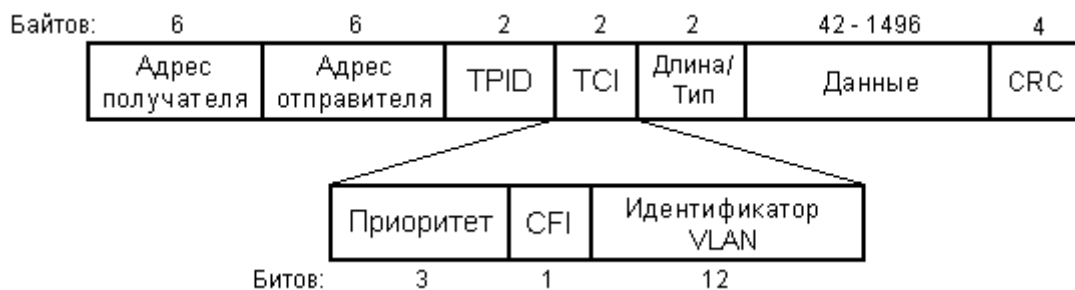 Байтов: 6 6 2 2 2 42 - 1496 4
Адрес получателя Адрес отправителя TPID TCI Длина/ Тип Данные CRC
Приоритет CFI Идентификатор VLAN
Битов: 3 1 12